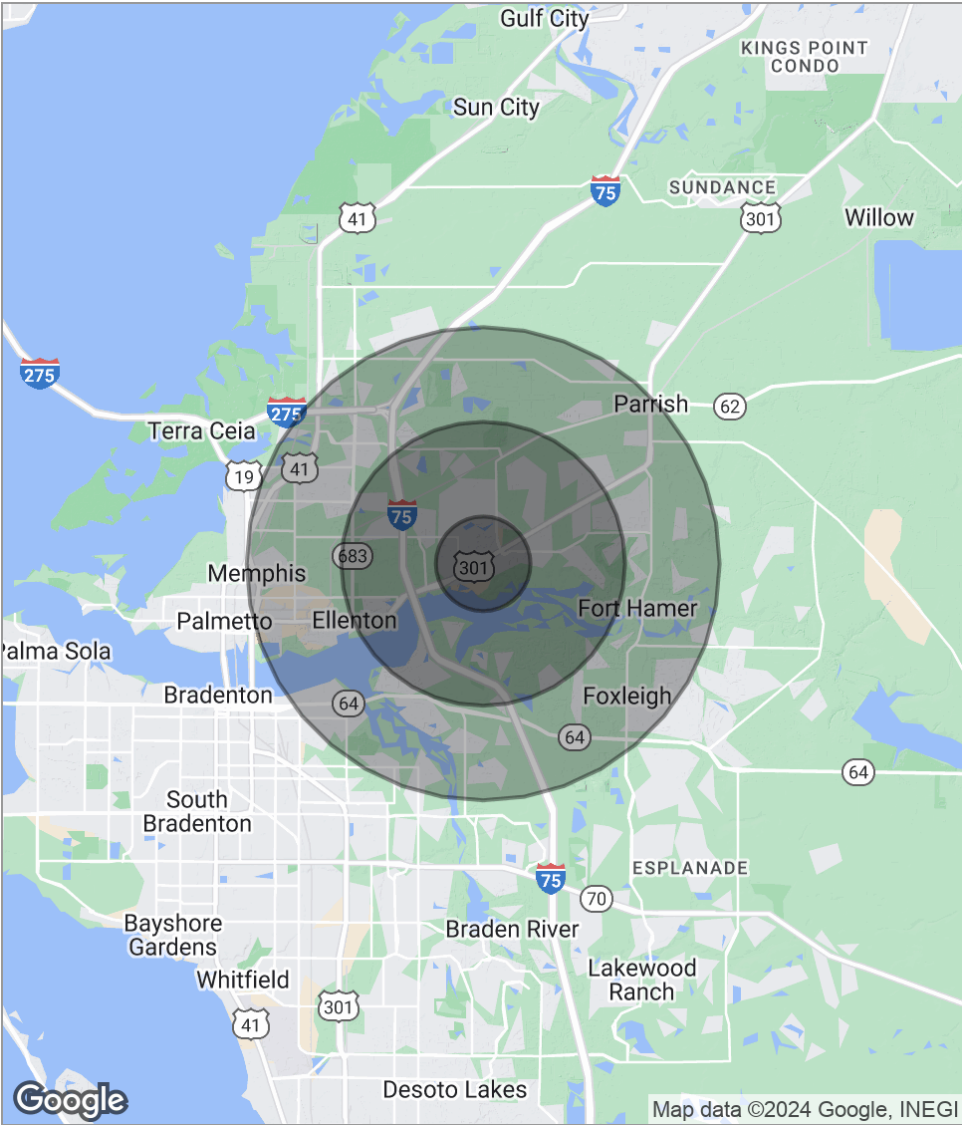 Gulf City
KINGS POINT
CONDO
Sun City
75
SUNDANCE
41
301
Willow
275
Parrish
62
275
Terra Ceia
41
19
75
683
301
Memphis
Fort Hamer
Palmetto
Ellenton
Palma Sola
Bradenton
Foxleigh
64
64
64
South
Bradenton
ESPLANADE
75
70
Bayshore
Gardens
Braden River
Whitfield
Lakewood
Ranch
301
41
Desoto Lakes
Google
Map data ©2024 Google, INEGI